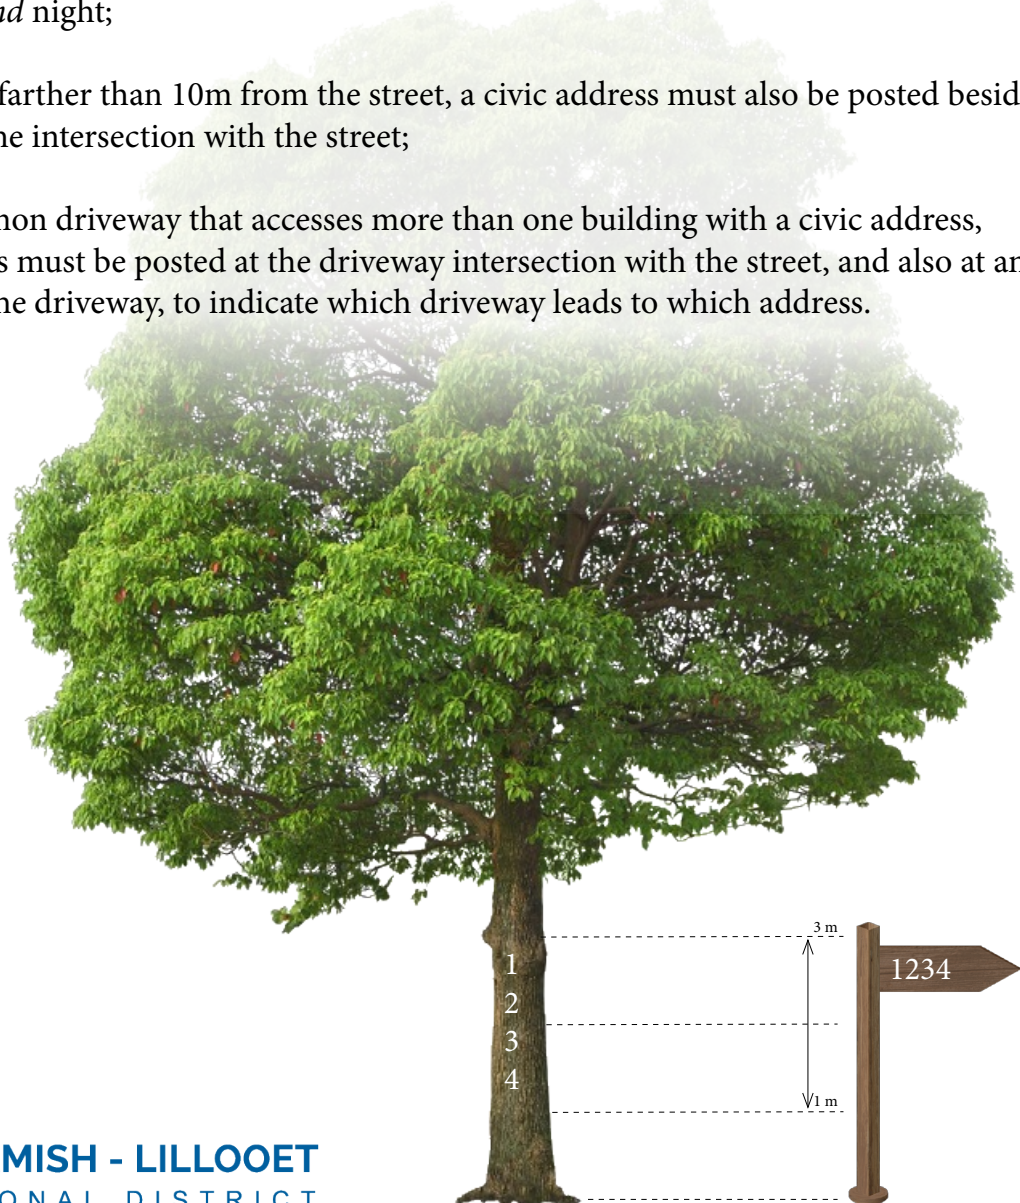 nd night;
farther than 10m from the street, a civic address must also be posted besid
he intersection with the street;
mon driveway that accesses more than one building with a civic address,
s must be posted at the driveway intersection with the street, and also at an
he driveway, to indicate which driveway leads to which address.
3 m
1234
1
2
3
4
1 m
MISH - LILLOOET
ONAL DISTRICT